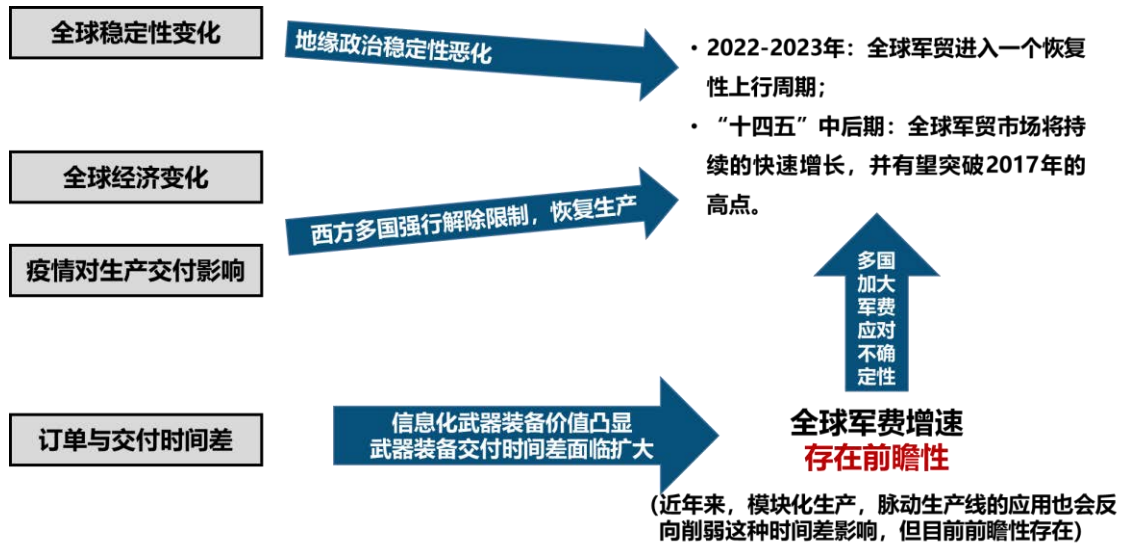 全球稳定性变化
地缘政治稳定性恶化
• 2022-2023年：全球军贸进入一个恢复
性上行周期；
• “十四五”中后期：全球军贸市场将持
续的快速增长，并有望突破2017年的
高点。
全球经济变化
西方多国强行解除限制，恢复生产
疫情对生产交付影响
多国
加大
军费
应对
不确
定性
订单与交付时间差
信息化武器装备价值凸显
武器装备交付时间差面临扩大
全球军费增速
存在前瞻性
(近年来，模块化生产，脉动生产线的应用也会反
向削弱这种时间差影响，但目前前瞻性存在)